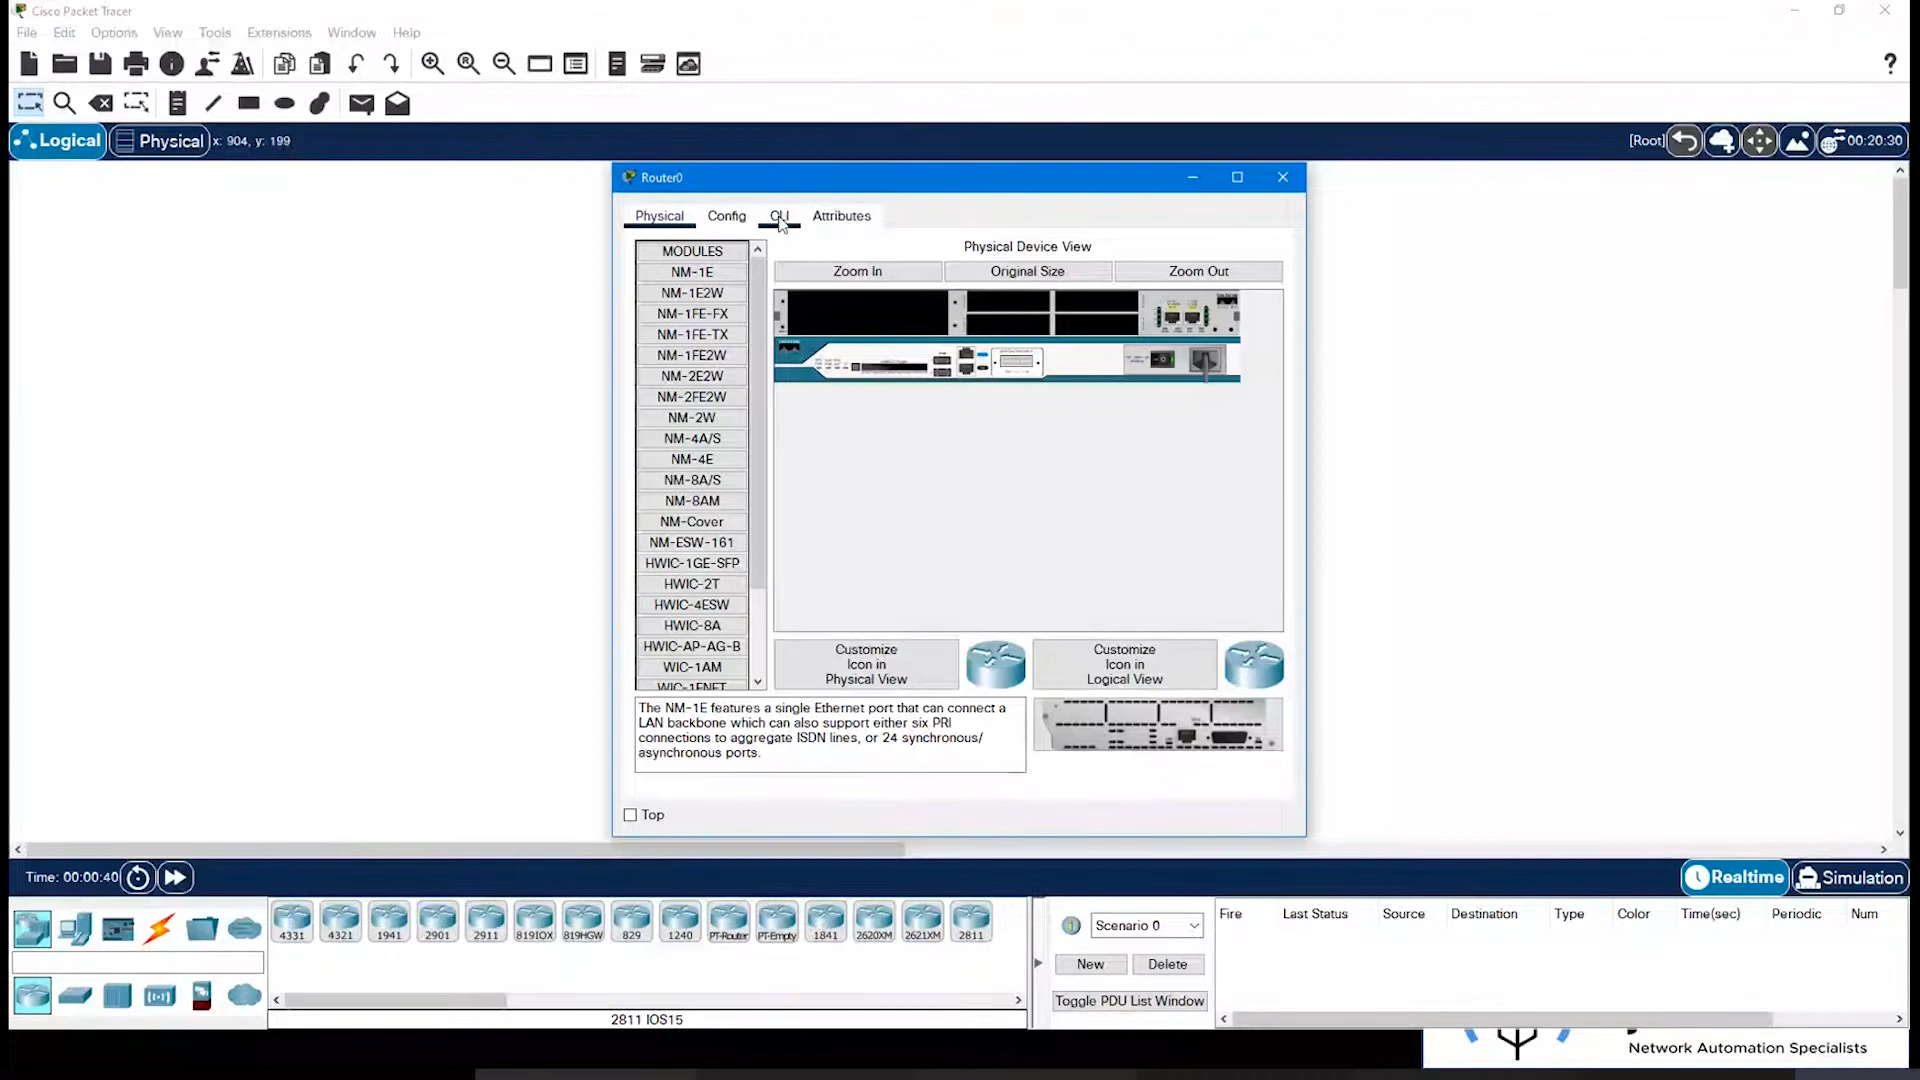 Cisco Packet Tracer
File Edit Options View Tools Extensions Window Help
?
Logical Physical x: 904, y: 199 [Root] 00:20:30
Router0
Physical Config CLI Attributes
MODULES
NM-1E
NM-1E2W
NM-1FE-FX
NM-1FE-TX
NM-1FE2W
NM-2E2W
NM-2FE2W
NM-2W
NM-4A/S
NM-4E
NM-8A/S
NM-8AM
NM-Cover
NM-ESW-161
HWIC-1GE-SFP
HWIC-2T
HWIC-4ESW
HWIC-8A
HWIC-AP-AG-B
WIC-1AM
WIC-1ENET
Physical Device View
Zoom In Original Size Zoom Out
Customize
Icon in
Physical View
Customize
Icon in
Logical View
The NM-1E features a single Ethernet port that can connect a
LAN backbone which can also support either six PRI
connections to aggregate ISDN lines, or 24 synchronous/
asynchronous ports.
Top
Time: 00:00:40 Realtime Simulation
4331 4321 1941 2901 2911 819IOX 819HGW 829 1240 PT-Router PT-Empty 1841 2620XM 2621XM 2811
2811 IOS15
Scenario 0
New Delete
Toggle PDU List Window
Fire Last Status Source Destination Type Color Time(sec) Periodic Num
Network Automation Specialists